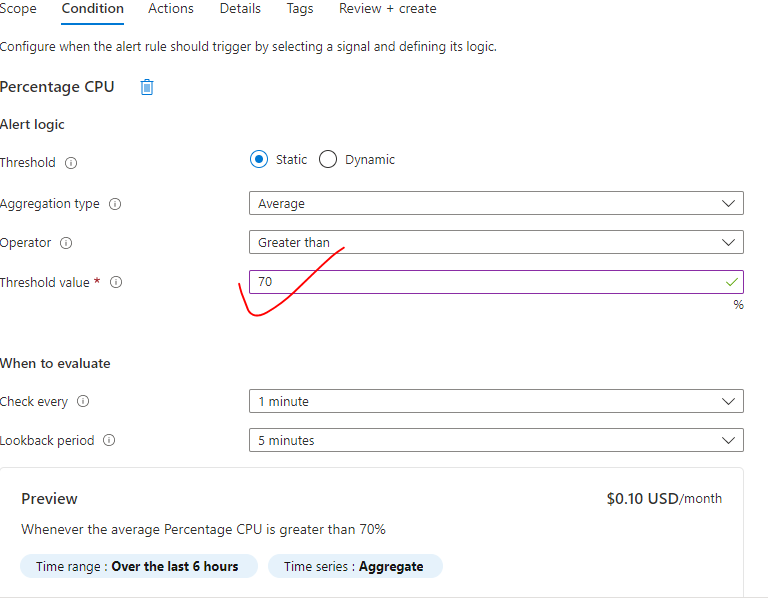 Scope Condition Actions Details Tags Review + create
Configure when the alert rule should trigger by selecting a signal and defining its logic.
Percentage CPU
Alert logic
Threshold Static Dynamic
Aggregation type Average
Operator Greater than
Threshold value * 70
%
When to evaluate
Check every 1 minute
Lookback period 5 minutes
Preview $0.10 USD/month
Whenever the average Percentage CPU is greater than 70%
Time range : Over the last 6 hours Time series : Aggregate